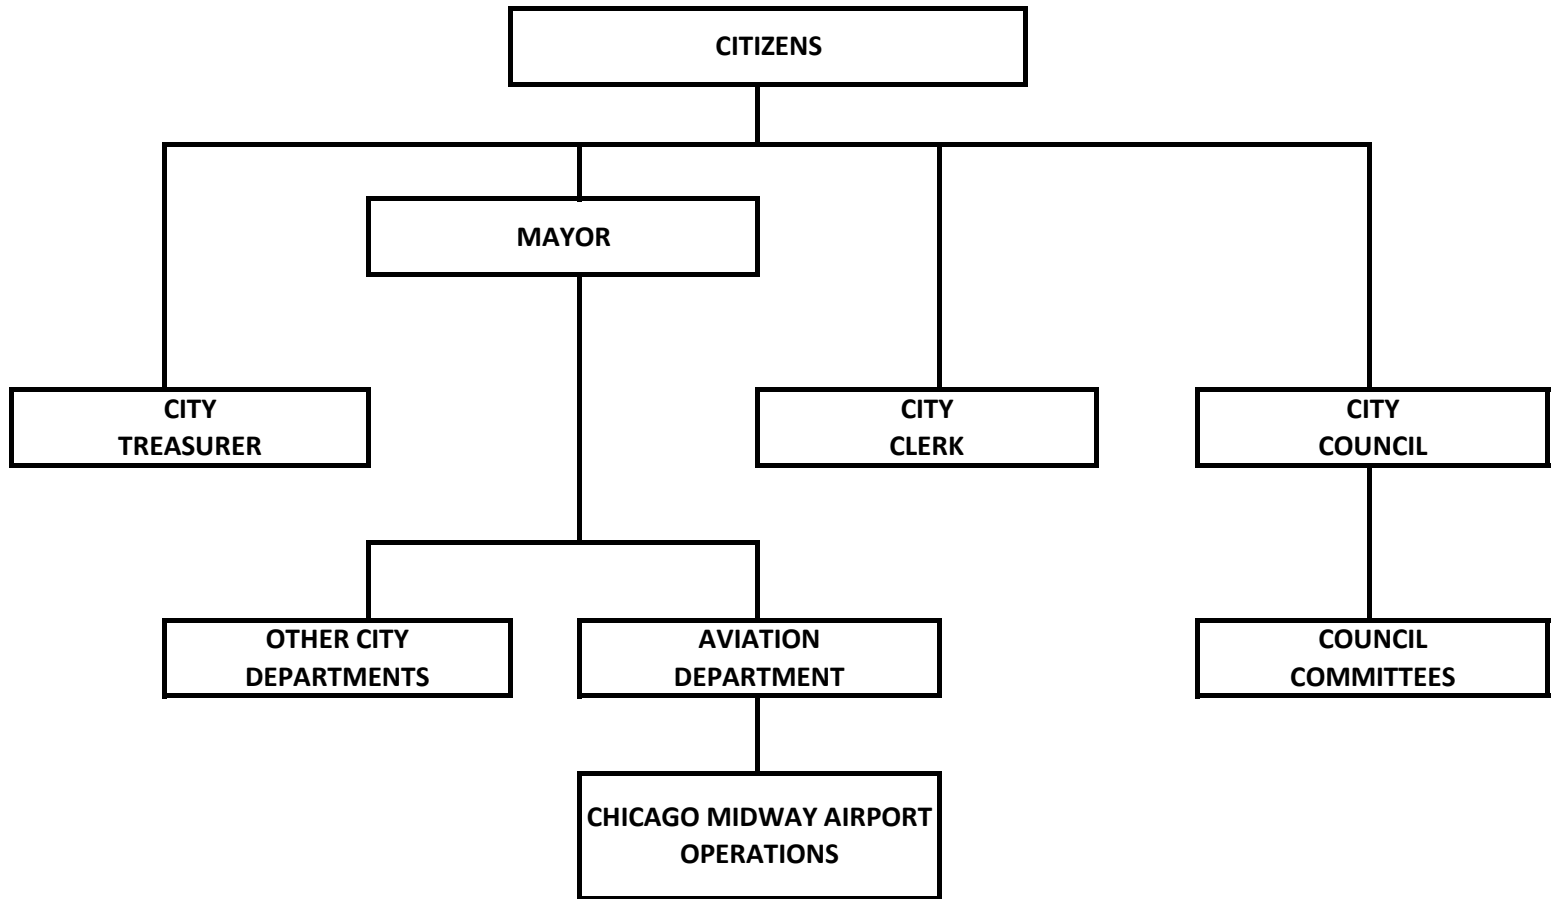 CITIZENS
MAYOR
CITY
TREASURER
CITY
CLERK
CITY
COUNCIL
OTHER CITY
DEPARTMENTS
AVIATION
DEPARTMENT
COUNCIL
COMMITTEES
CHICAGO MIDWAY AIRPORT
OPERATIONS